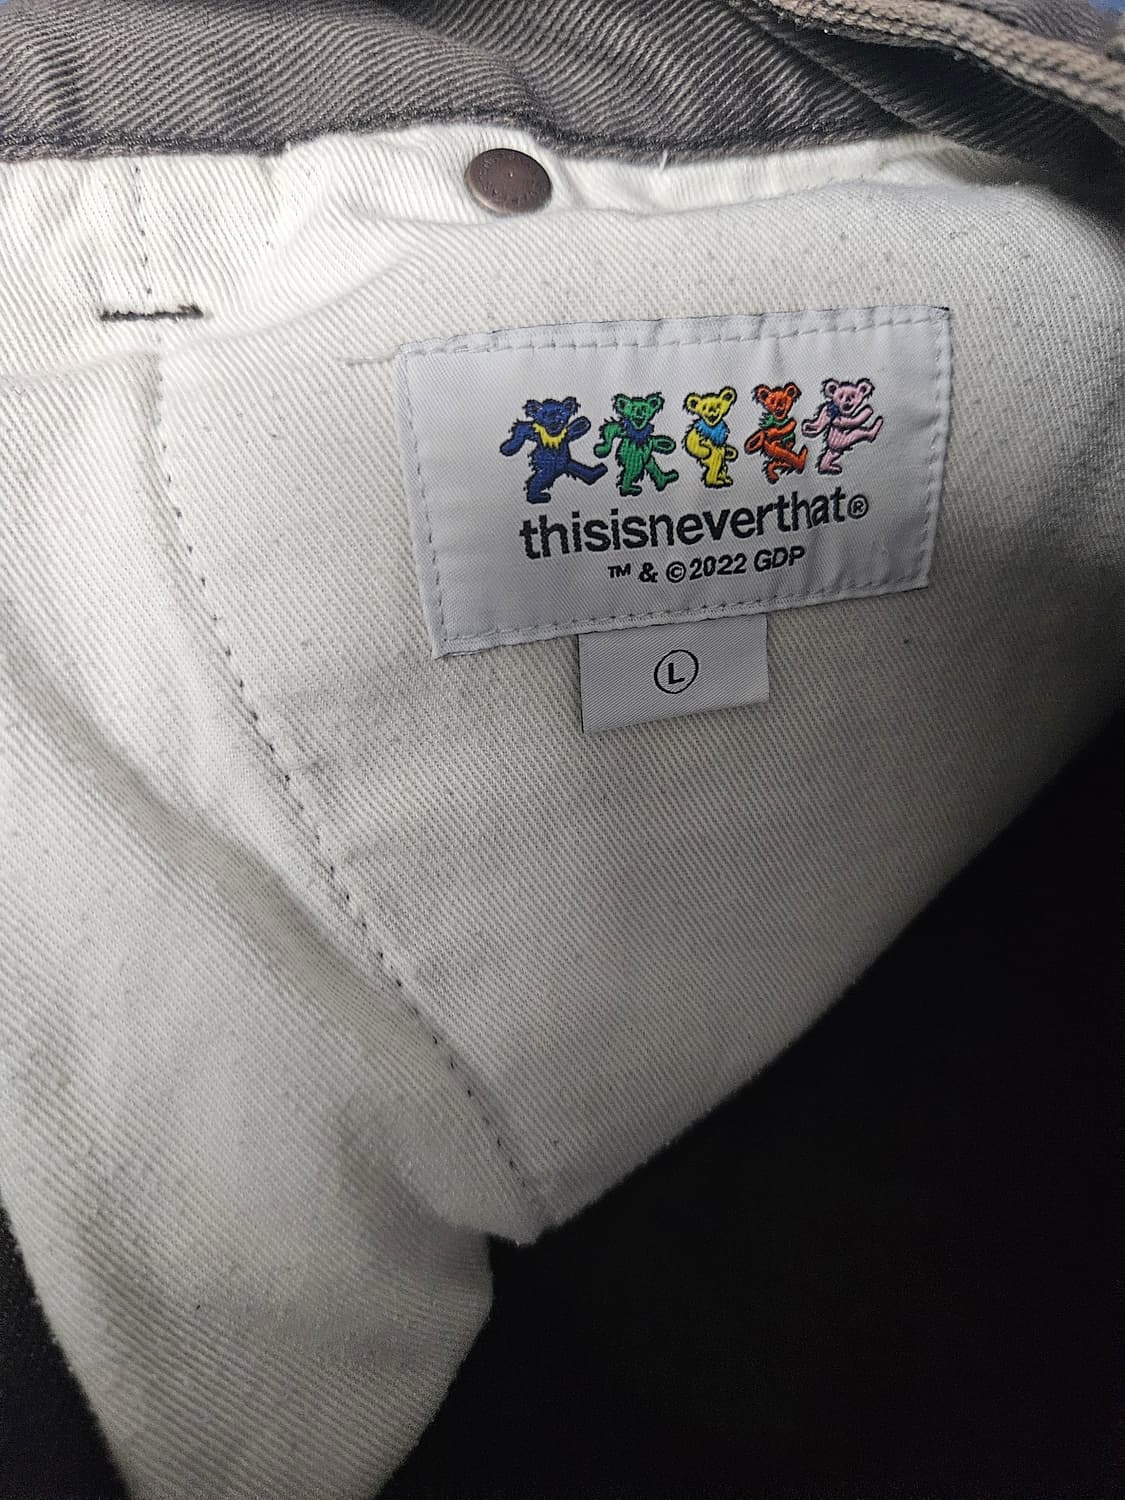 thisisneverthat®
™ & ©2022 GDP
L